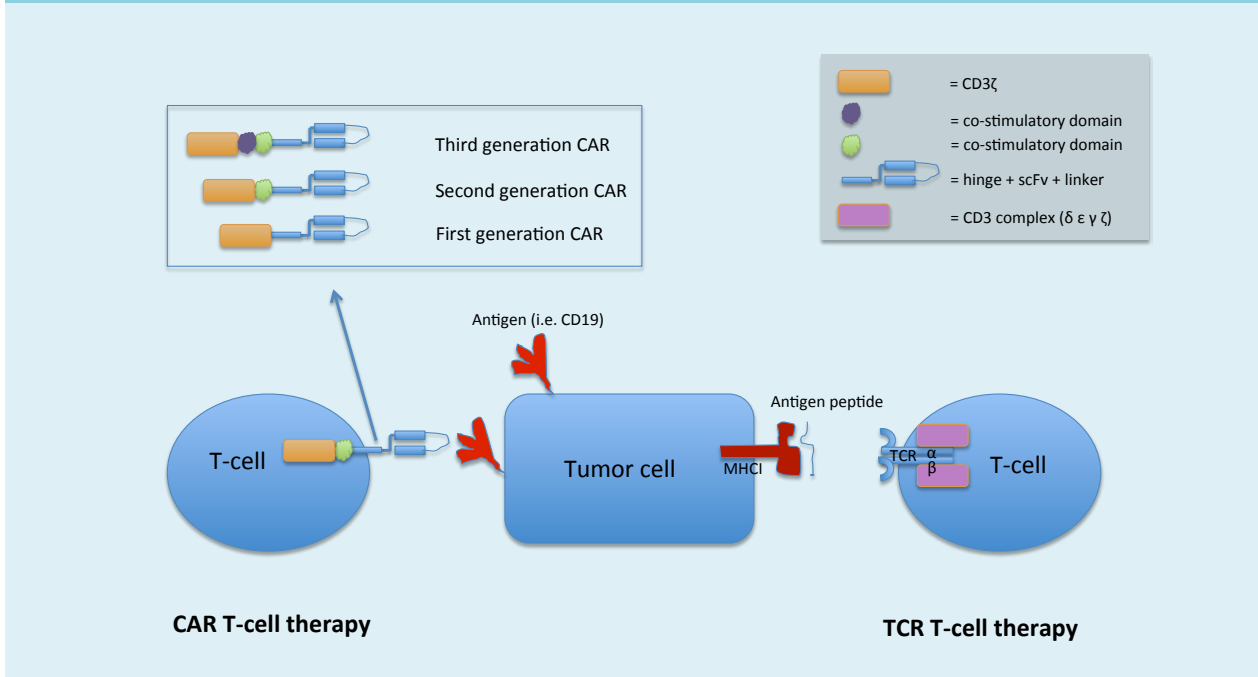 = CD3ζ
= co-stimulatory domain
= co-stimulatory domain
= hinge + scFv + linker
= CD3 complex (δ ε γ ζ)
Third generation CAR
Second generation CAR
First generation CAR
Antigen (i.e. CD19)
Antigen peptide
T-cell
Tumor cell
MHCI
TCR
α
β
T-cell
CAR T-cell therapy
TCR T-cell therapy